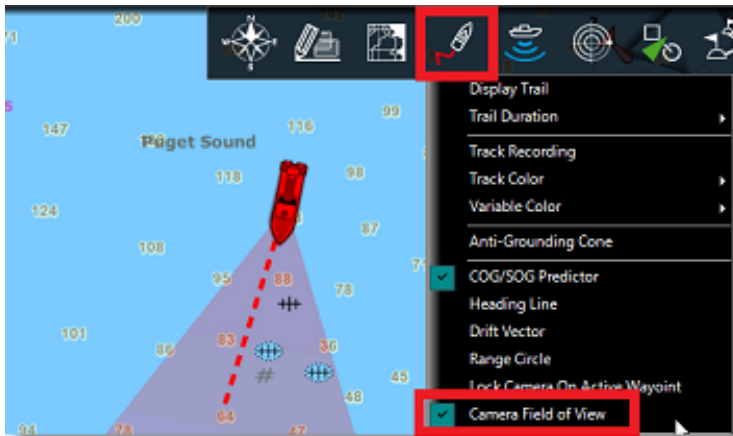 200
142
71
N
99
S
147
116
Puget Sound
118
98
124
87
108
71
95
88
78
101
86
83
36
#
45
48
64
94
78
47
Display Trail
Trail Duration
Track Recording
Track Color
Variable Color
Anti-Grounding Cone
COG/SOG Predictor
Heading Line
Drift Vector
Range Circle
Lock Camera On Active Waypoint
Camera Field of View